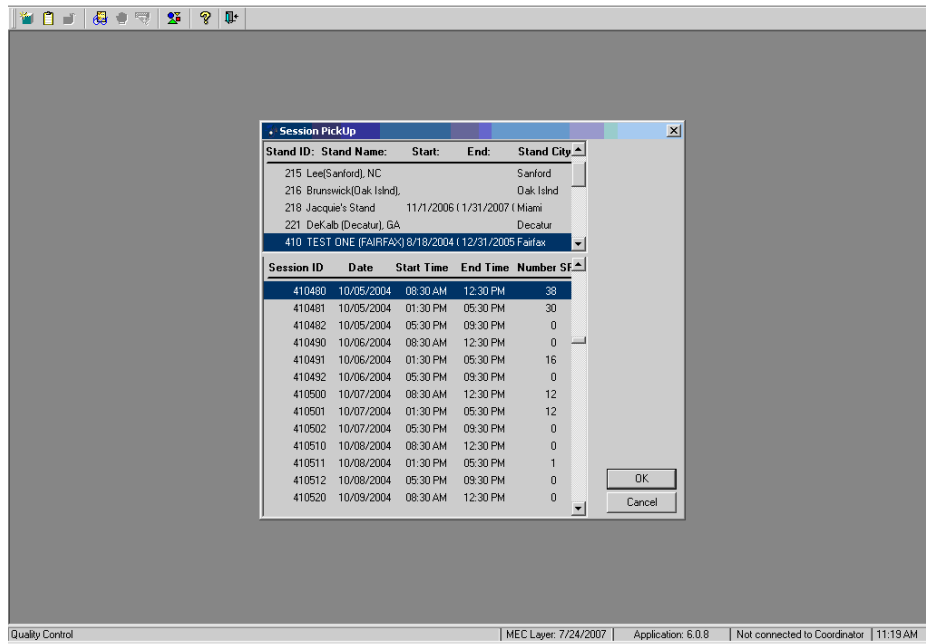 Session PickUp
Stand ID: Stand Name: Start: End: Stand City
215 Lee(Sanford), NC Sanford
216 Brunswick(Oak Islnd), Oak Islnd
218 Jacquie's Stand 11/1/2006 ( 1/31/2007 ( Miami
221 DeKalb (Decatur), GA Decatur
410 TEST ONE (FAIRFAX) 8/18/2004 ( 12/31/2005 Fairfax
Session ID Date Start Time End Time Number SF
410480 10/05/2004 08:30 AM 12:30 PM 38
410481 10/05/2004 01:30 PM 05:30 PM 30
410482 10/05/2004 05:30 PM 09:30 PM 0
410490 10/06/2004 08:30 AM 12:30 PM 0
410491 10/06/2004 01:30 PM 05:30 PM 16
410492 10/06/2004 05:30 PM 09:30 PM 0
410500 10/07/2004 08:30 AM 12:30 PM 12
410501 10/07/2004 01:30 PM 05:30 PM 12
410502 10/07/2004 05:30 PM 09:30 PM 0
410510 10/08/2004 08:30 AM 12:30 PM 0
410511 10/08/2004 01:30 PM 05:30 PM 1
410512 10/08/2004 05:30 PM 09:30 PM 0
410520 10/09/2004 08:30 AM 12:30 PM 0
OK
Cancel
Quality Control MEC Layer: 7/24/2007 Application: 6.0.8 Not connected to Coordinator 11:19 AM